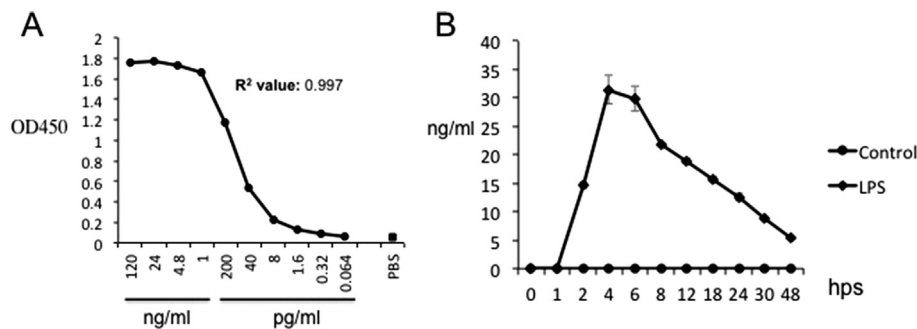 A
2
1.8
1.6
1.4
1.2
1
0.8
0.6
0.4
0.2
0
OD450
R² value: 0.997
120 24 4.8 1 200 40 8 1.6 0.32 0.064 PBS
ng/ml pg/ml
B
40
35
30
25
20
15
10
5
0
ng/ml
0 1 2 4 6 8 12 18 24 30 48 hps
Control
LPS